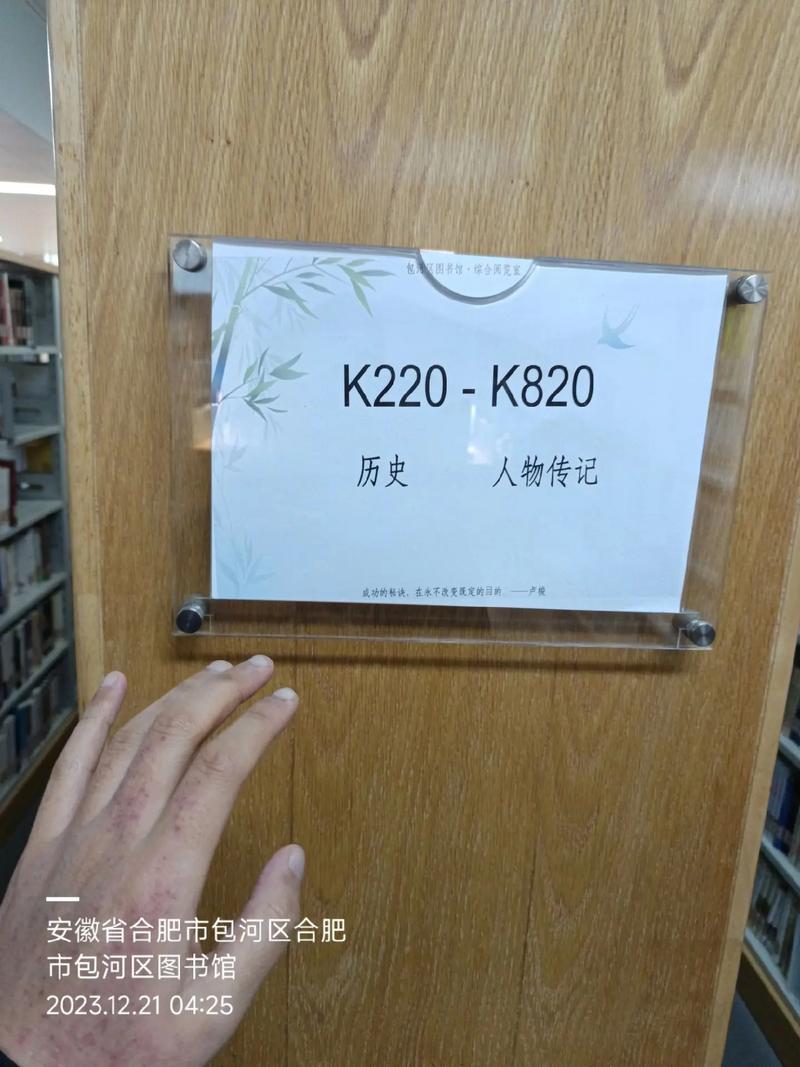 包河区图书馆·综合阅览室
K220 - K820
历史 人物传记
成功的秘诀，在永不改变既定的目的 ——卢梭
安徽省合肥市包河区合肥
市包河区图书馆
2023.12.21 04:25